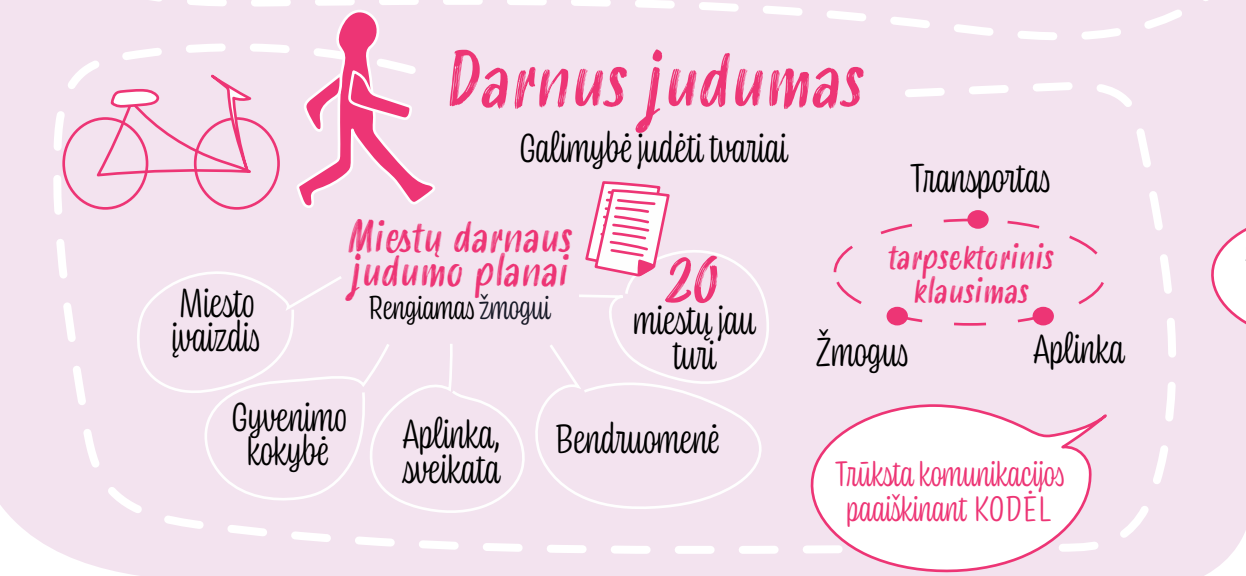 Darnus judumas
Galimybė judėti tvariai
Miestų darnaus
judumo planai
Rengiamas žmogui
Miesto
įvaizdis
Gyvenimo
kokybė
Aplinka,
sveikata
Bendruomenė
20
miestų jau
turi
Transportas
tarpsektorinis
klausimas
Žmogus
Aplinka
Trūksta komunikacijos
paaiškinant KODĖL